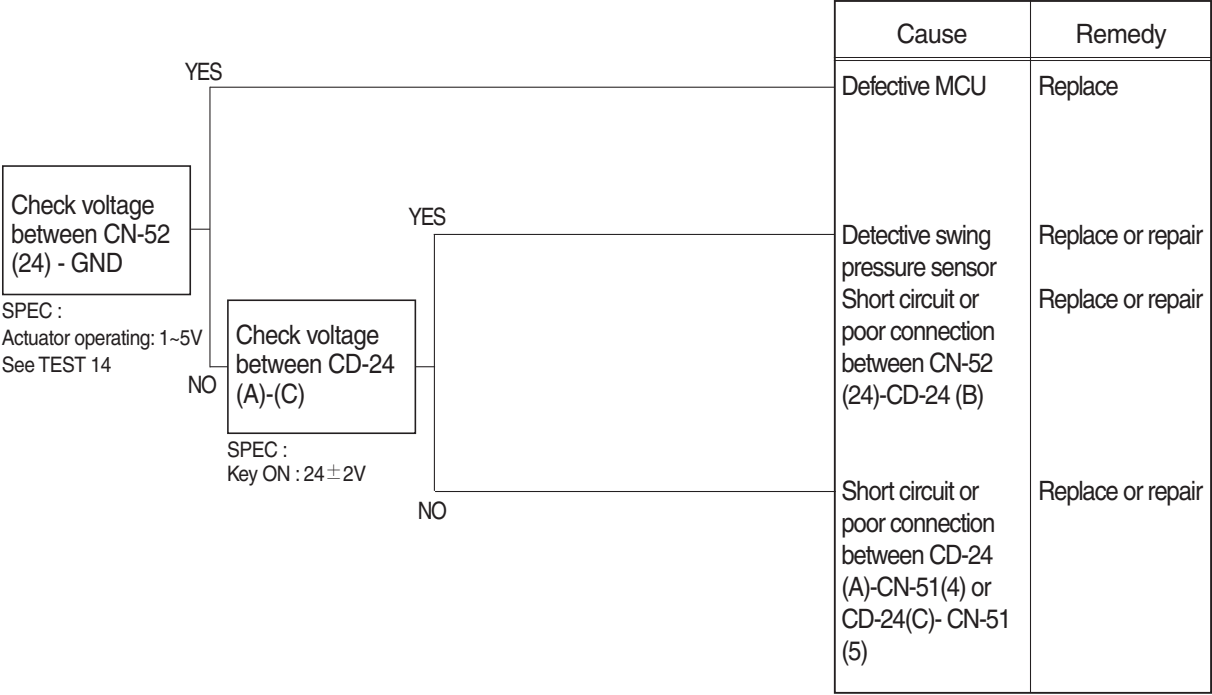 Cause
Remedy
YES
Defective MCU
Replace
Check voltage
between CN-52
(24) - GND
SPEC :
Actuator operating: 1~5V
See TEST 14
NO
Check voltage
between CD-24
(A)-(C)
SPEC :
Key ON : 24±2V
YES
Detective swing
pressure sensor
Replace or repair
Short circuit or
poor connection
between CN-52
(24)-CD-24 (B)
Replace or repair
NO
Short circuit or
poor connection
between CD-24
(A)-CN-51(4) or
CD-24(C)- CN-51
(5)
Replace or repair